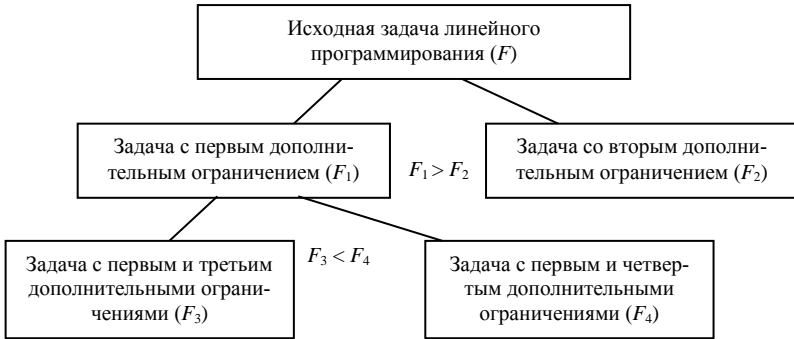 Исходная задача линейного
программирования (F)
Задача с первым дополни-
тельным ограничением (F₁)
F₁ > F₂
Задача со вторым дополни-
тельным ограничением (F₂)
Задача с первым и третьим
дополнительными ограни-
чениями (F₃)
F₃ < F₄
Задача с первым и четвер-
тым дополнительными
ограничениями (F₄)